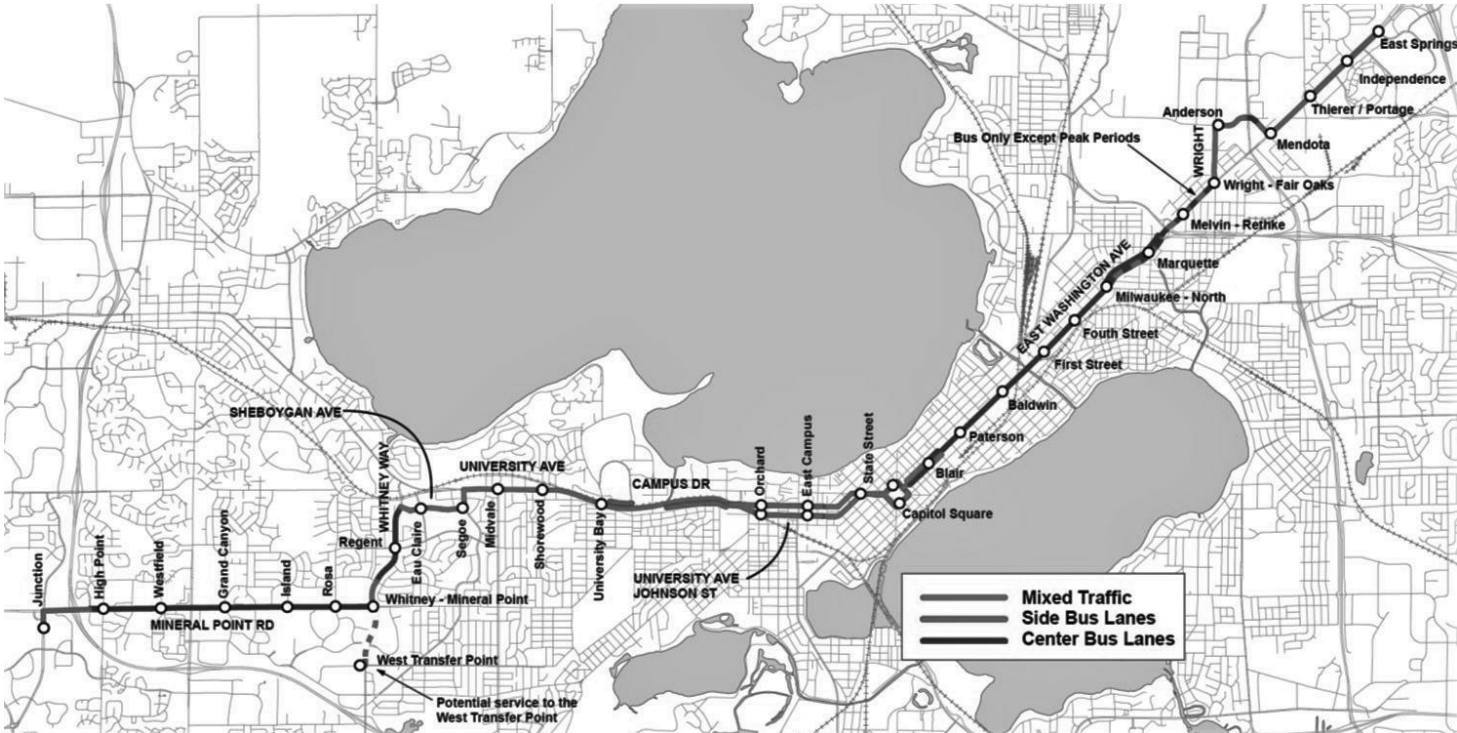 East Springs
Independence
Thierer / Portage
Anderson
Mendota
Bus Only Except Peak Periods
WRIGHT
Wright - Fair Oaks
Melvin - Rethke
Marquette
EAST WASHINGTON AVE
Milwaukee - North
Fouth Street
First Street
Baldwin
Paterson
Blair
Capitol Square
State Street
East Campus
Orchard
CAMPUS DR
UNIVERSITY AVE
JOHNSON ST
University Bay
Shorewood
Midvale
UNIVERSITY AVE
Segoe
Eau Claire
SHEBOYGAN AVE
WHITNEY WAY
Regent
Whitney - Mineral Point
Rosa
Island
Grand Canyon
Westfield
High Point
Junction
MINERAL POINT RD
West Transfer Point
Potential service to the
West Transfer Point
Mixed Traffic
Side Bus Lanes
Center Bus Lanes